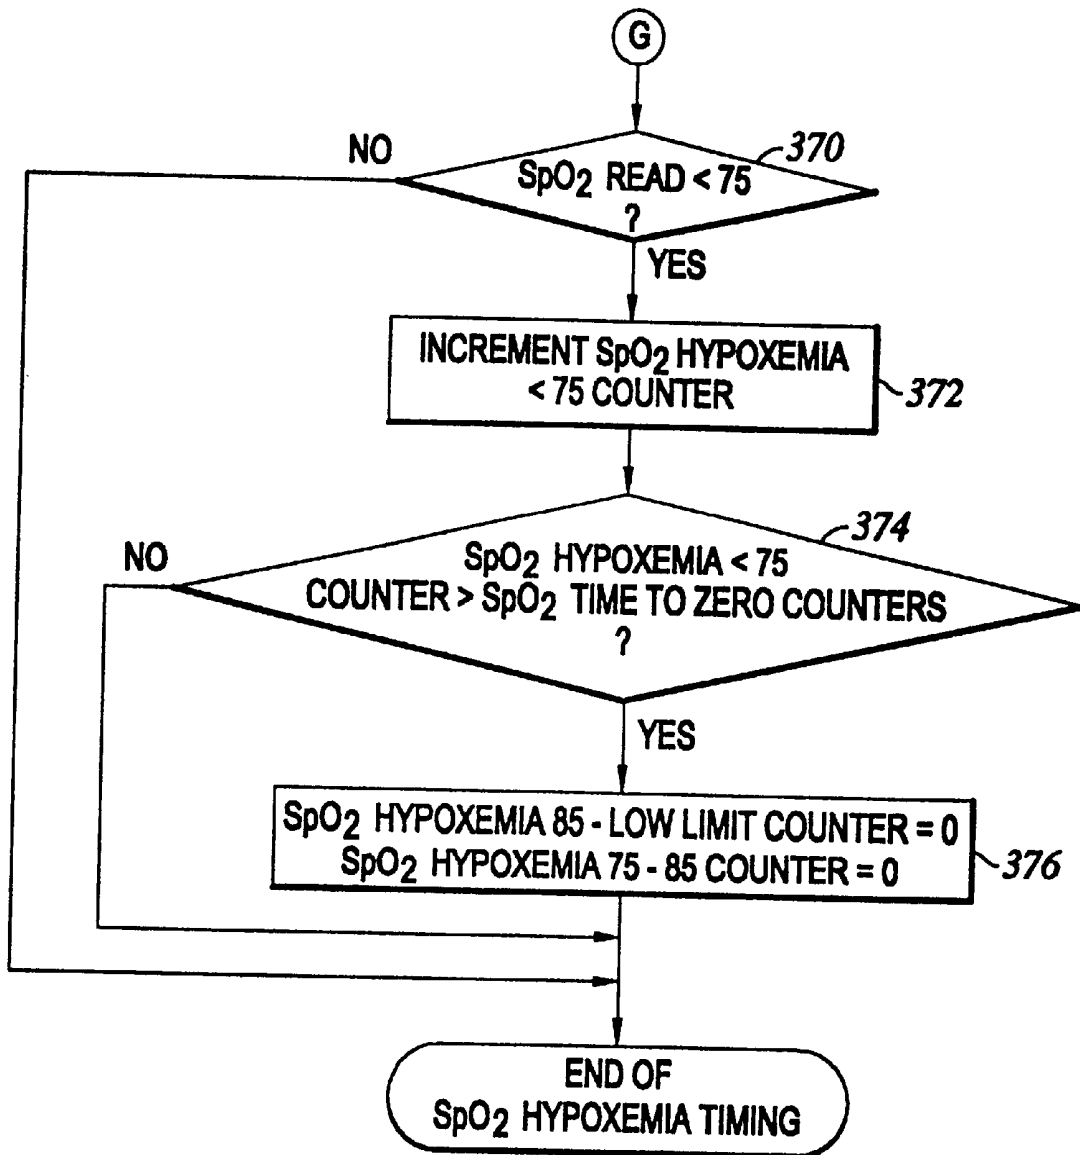 G
NO
370
SpO2 READ < 75
?
YES
INCREMENT SpO2 HYPOXEMIA
< 75 COUNTER
372
374
NO
SpO2 HYPOXEMIA < 75
COUNTER > SpO2 TIME TO ZERO COUNTERS
?
YES
SpO2 HYPOXEMIA 85 - LOW LIMIT COUNTER = 0
SpO2 HYPOXEMIA 75 - 85 COUNTER = 0
376
END OF
SpO2 HYPOXEMIA TIMING